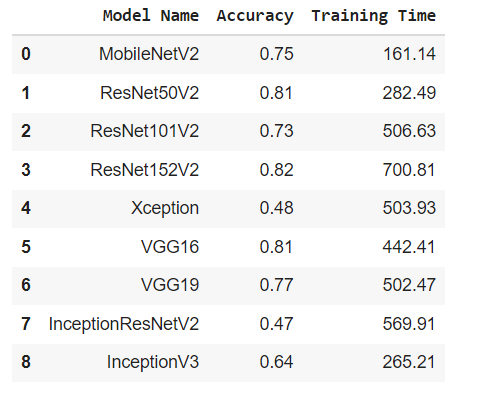 Model Name Accuracy Training Time
0 MobileNetV2 0.75 161.14
1 ResNet50V2 0.81 282.49
2 ResNet101V2 0.73 506.63
3 ResNet152V2 0.82 700.81
4 Xception 0.48 503.93
5 VGG16 0.81 442.41
6 VGG19 0.77 502.47
7 InceptionResNetV2 0.47 569.91
8 InceptionV3 0.64 265.21